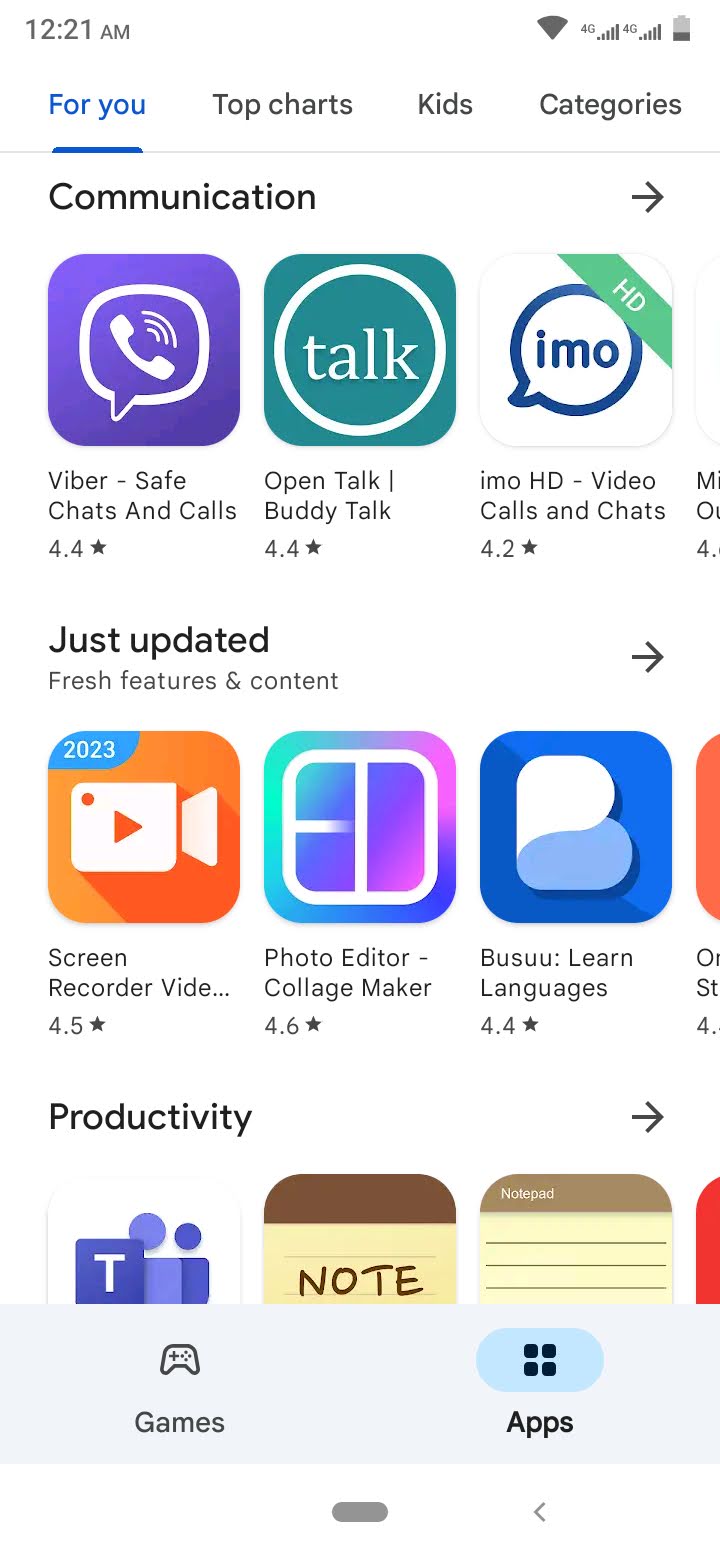 12:21 AM
4G 4G
For you Top charts Kids Categories
Communication
talk
imo HD
Viber - Safe
Chats And Calls
4.4 ★
Open Talk |
Buddy Talk
4.4 ★
imo HD - Video
Calls and Chats
4.2 ★
Mi
Ou
4.
Just updated
Fresh features & content
2023
Screen
Recorder Vide...
4.5 ★
Photo Editor -
Collage Maker
4.6 ★
Busuu: Learn
Languages
4.4 ★
St
4.
Productivity
T
NOTE
Notepad
Games Apps